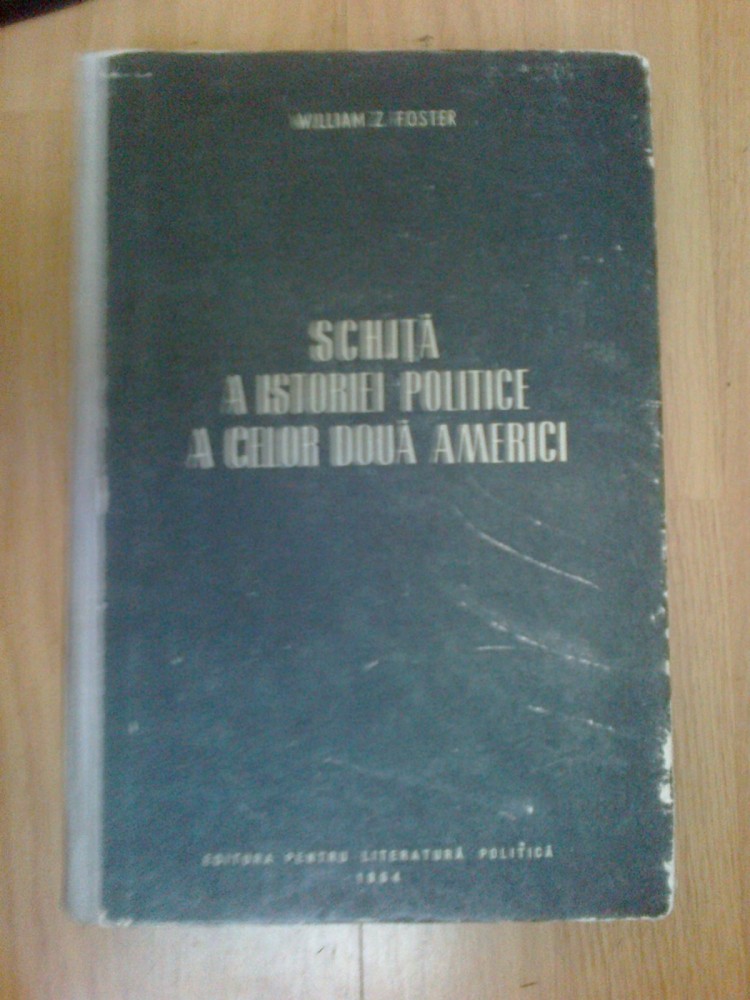 WILLIAM Z FOSTER
SCHIȚĂ
A ISTORIEI POLITICE
A CELOR DOUĂ AMERICI
EDITURA PENTRU LITERATURĂ POLITICĂ
1954